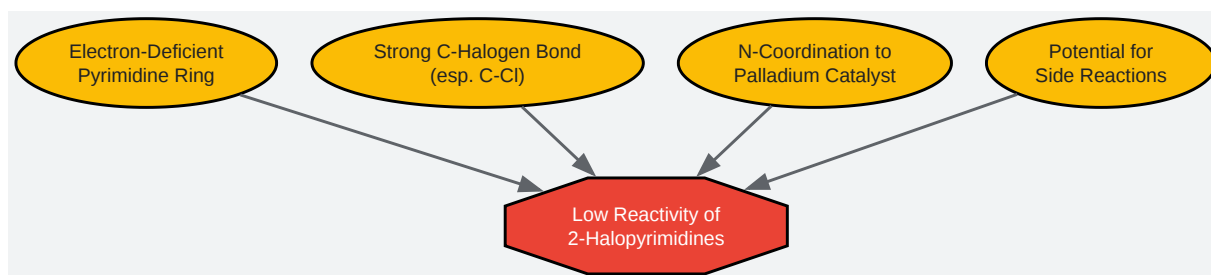 Electron-Deficient
Pyrimidine Ring
Strong C-Halogen Bond
(esp. C-Cl)
N-Coordination to
Palladium Catalyst
Potential for
Side Reactions
Low Reactivity of
2-Halopyrimidines